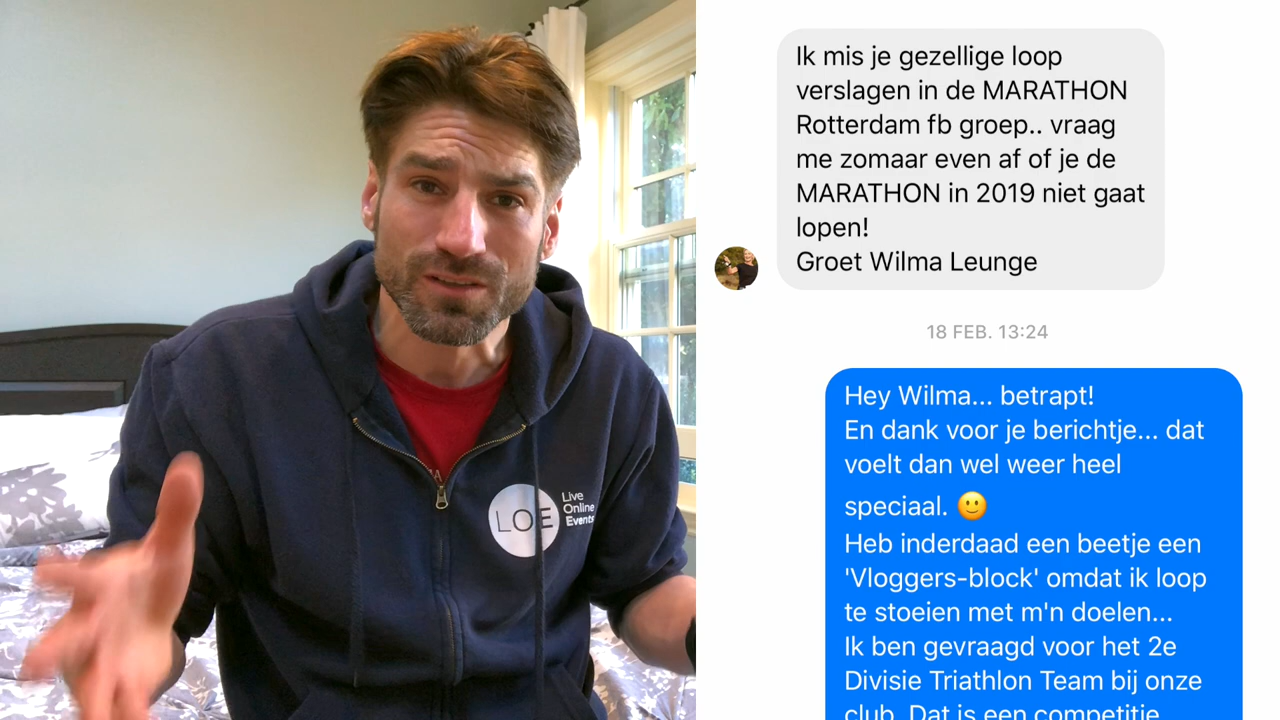 LOE
Live
Online
Events
Ik mis je gezellige loop
verslagen in de MARATHON
Rotterdam fb groep.. vraag
me zomaar even af of je de
MARATHON in 2019 niet gaat
lopen!
Groet Wilma Leunge
18 FEB. 13:24
Hey Wilma... betrapt!
En dank voor je berichtje... dat
voelt dan wel weer heel
speciaal. 🙂
Heb inderdaad een beetje een
'Vloggers-block' omdat ik loop
te stoeien met m'n doelen...
Ik ben gevraagd voor het 2e
Divisie Triathlon Team bij onze
club. Dat is een competitie